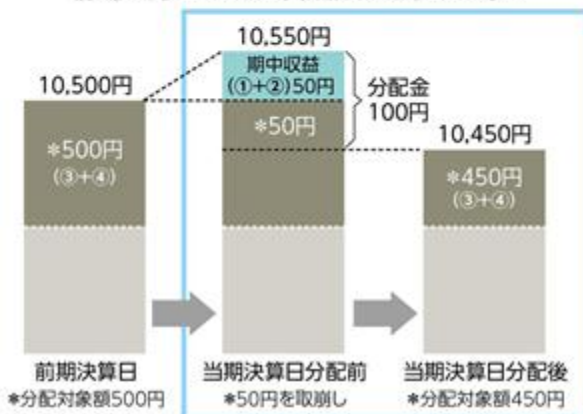 10,550円
10,500円
期中収益
(①+②)50円
分配金
100円
*50円
10,450円
*500円
(③+④)
*450円
(③+④)
前期決算日
当期決算日分配前
当期決算日分配後
*分配対象額500円
*50円を取崩し
*分配対象額450円